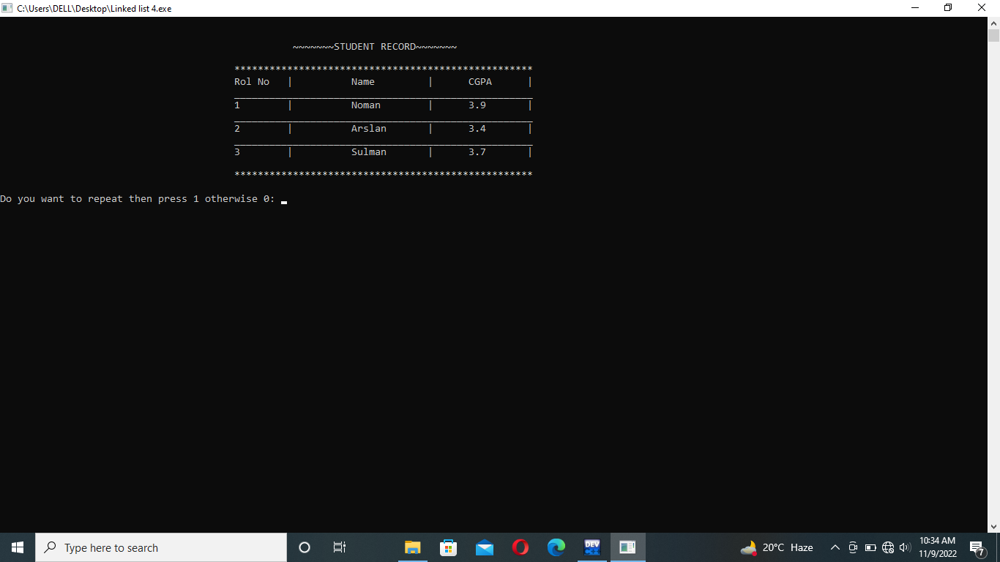 C:\Users\DELL\Desktop\Linked list 4.exe
~~~~~~~STUDENT RECORD~~~~~~~
***************************************************
Rol No | Name | CGPA |
___________________________________________________
1 | Noman | 3.9 |
___________________________________________________
2 | Arslan | 3.4 |
___________________________________________________
3 | Sulman | 3.7 |
***************************************************
Do you want to repeat then press 1 otherwise 0:
Type here to search
DEV
C++
20°C Haze
10:34 AM
11/9/2022
7